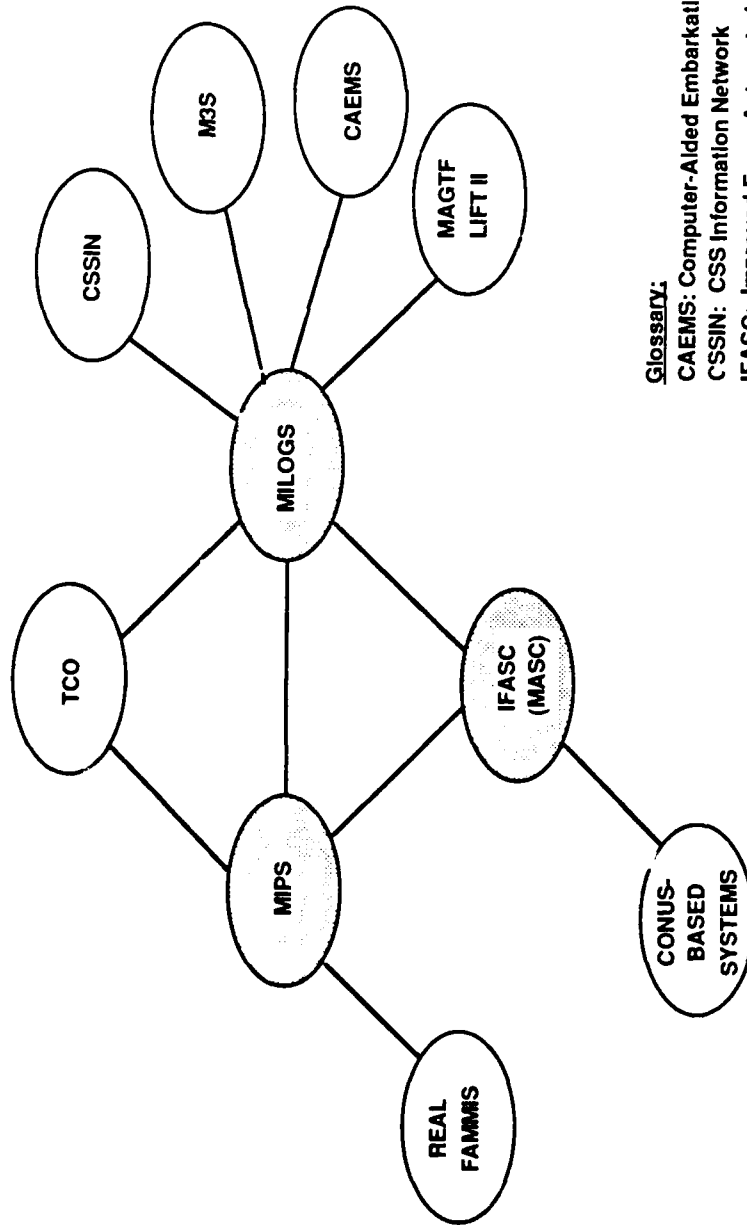 TCO
CSSIN
M3S
CAEMS
MAGTF
LIFT II
MILOGS
MIPS
IFASC
(MASC)
REAL
FAMMIS
CONUS-
BASED
SYSTEMS
Glossary:
CAEMS: Computer-Aided
CSSIN: CSS Information Network